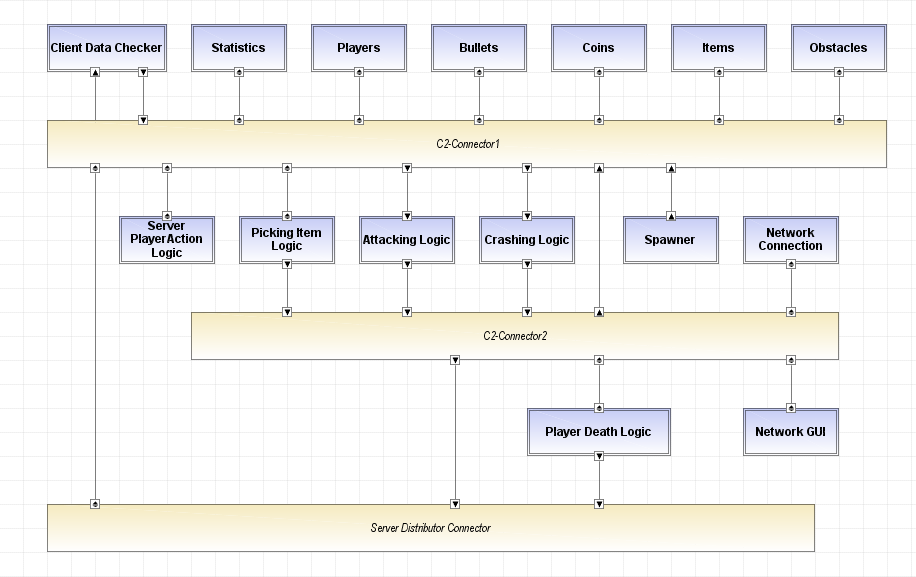 Client Data Checker
Statistics
Players
Bullets
Coins
Items
Obstacles
C2-Connector1
Server
PlayerAction
Logic
Picking Item
Logic
Attacking Logic
Crashing Logic
Spawner
Network
Connection
C2-Connector2
Player Death Logic
Network GUI
Server Distributor Connector